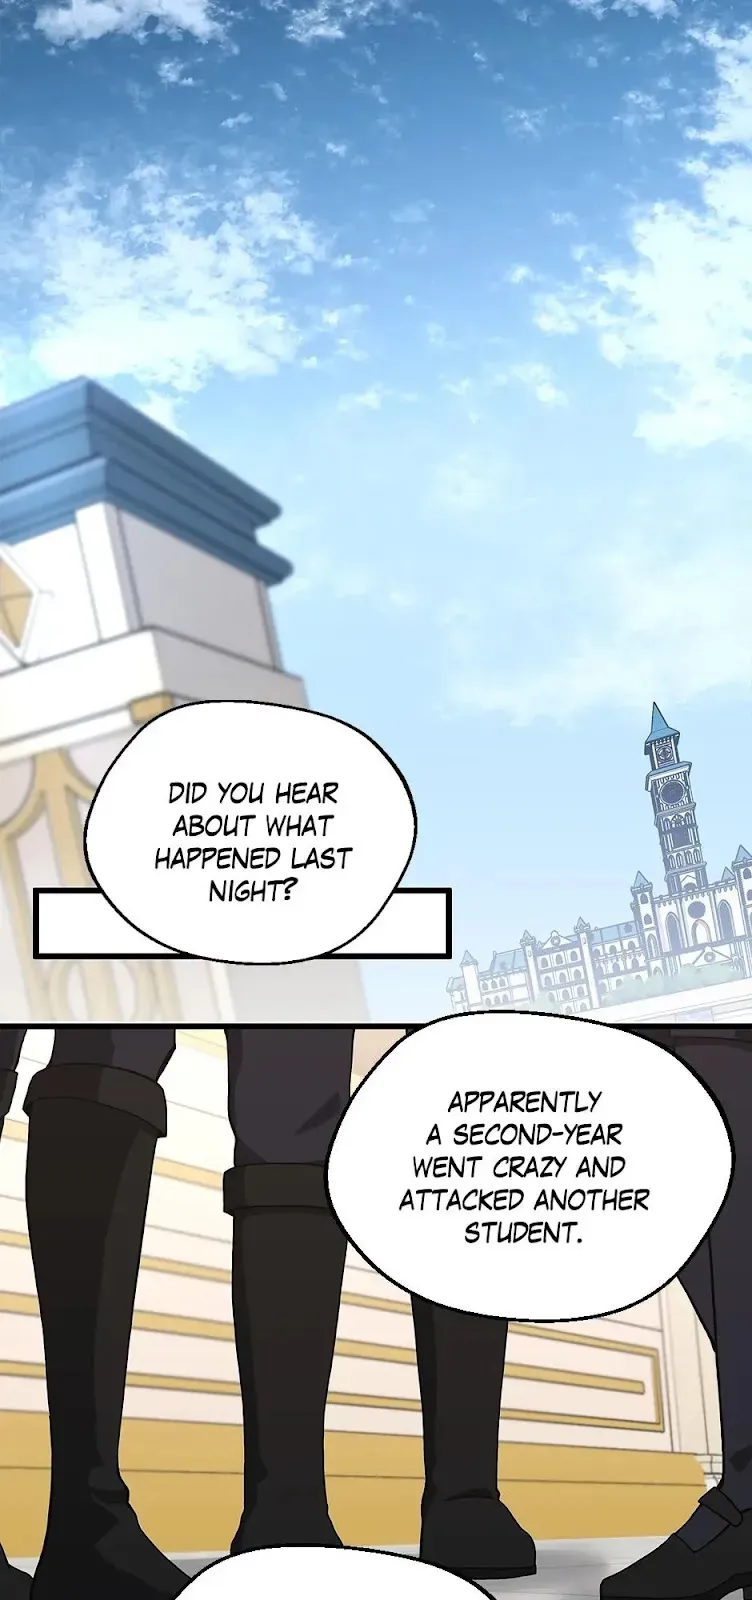 DID YOU HEAR
ABOUT WHAT
HAPPENED LAST
NIGHT?
APPARENTLY
A SECOND-YEAR
WENT CRAZY AND
ATTACKED ANOTHER
STUDENT.